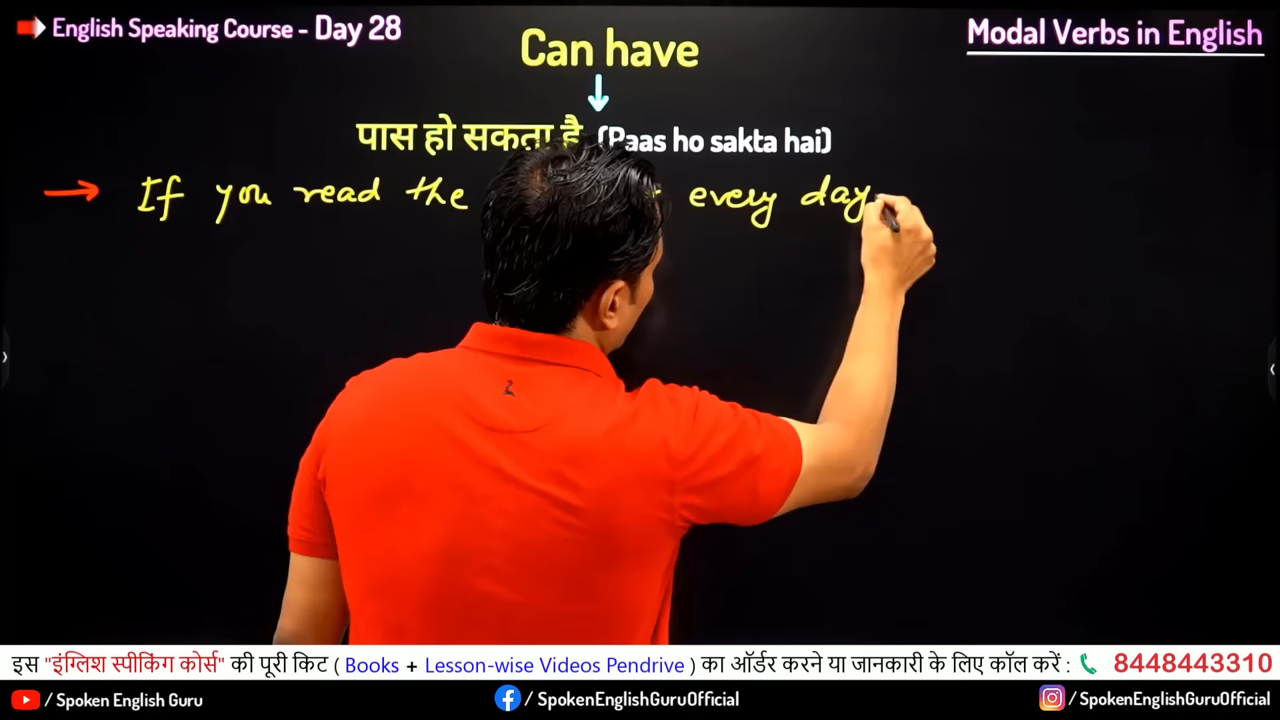 English Speaking Course - Day 28
Modal Verbs in English
Can have
पास हो सकता है (Paas ho sakta hai)
If you read the every day
इस "इंग्लिश स्पीकिंग कोर्स" की पूरी किट ( Books + Lesson-wise Videos Pendrive ) का ऑर्डर करने या जानकारी के लिए कॉल करें : 8448443310
/ Spoken English Guru
/ SpokenEnglishGuruOfficial
/ SpokenEnglishGuruOfficial